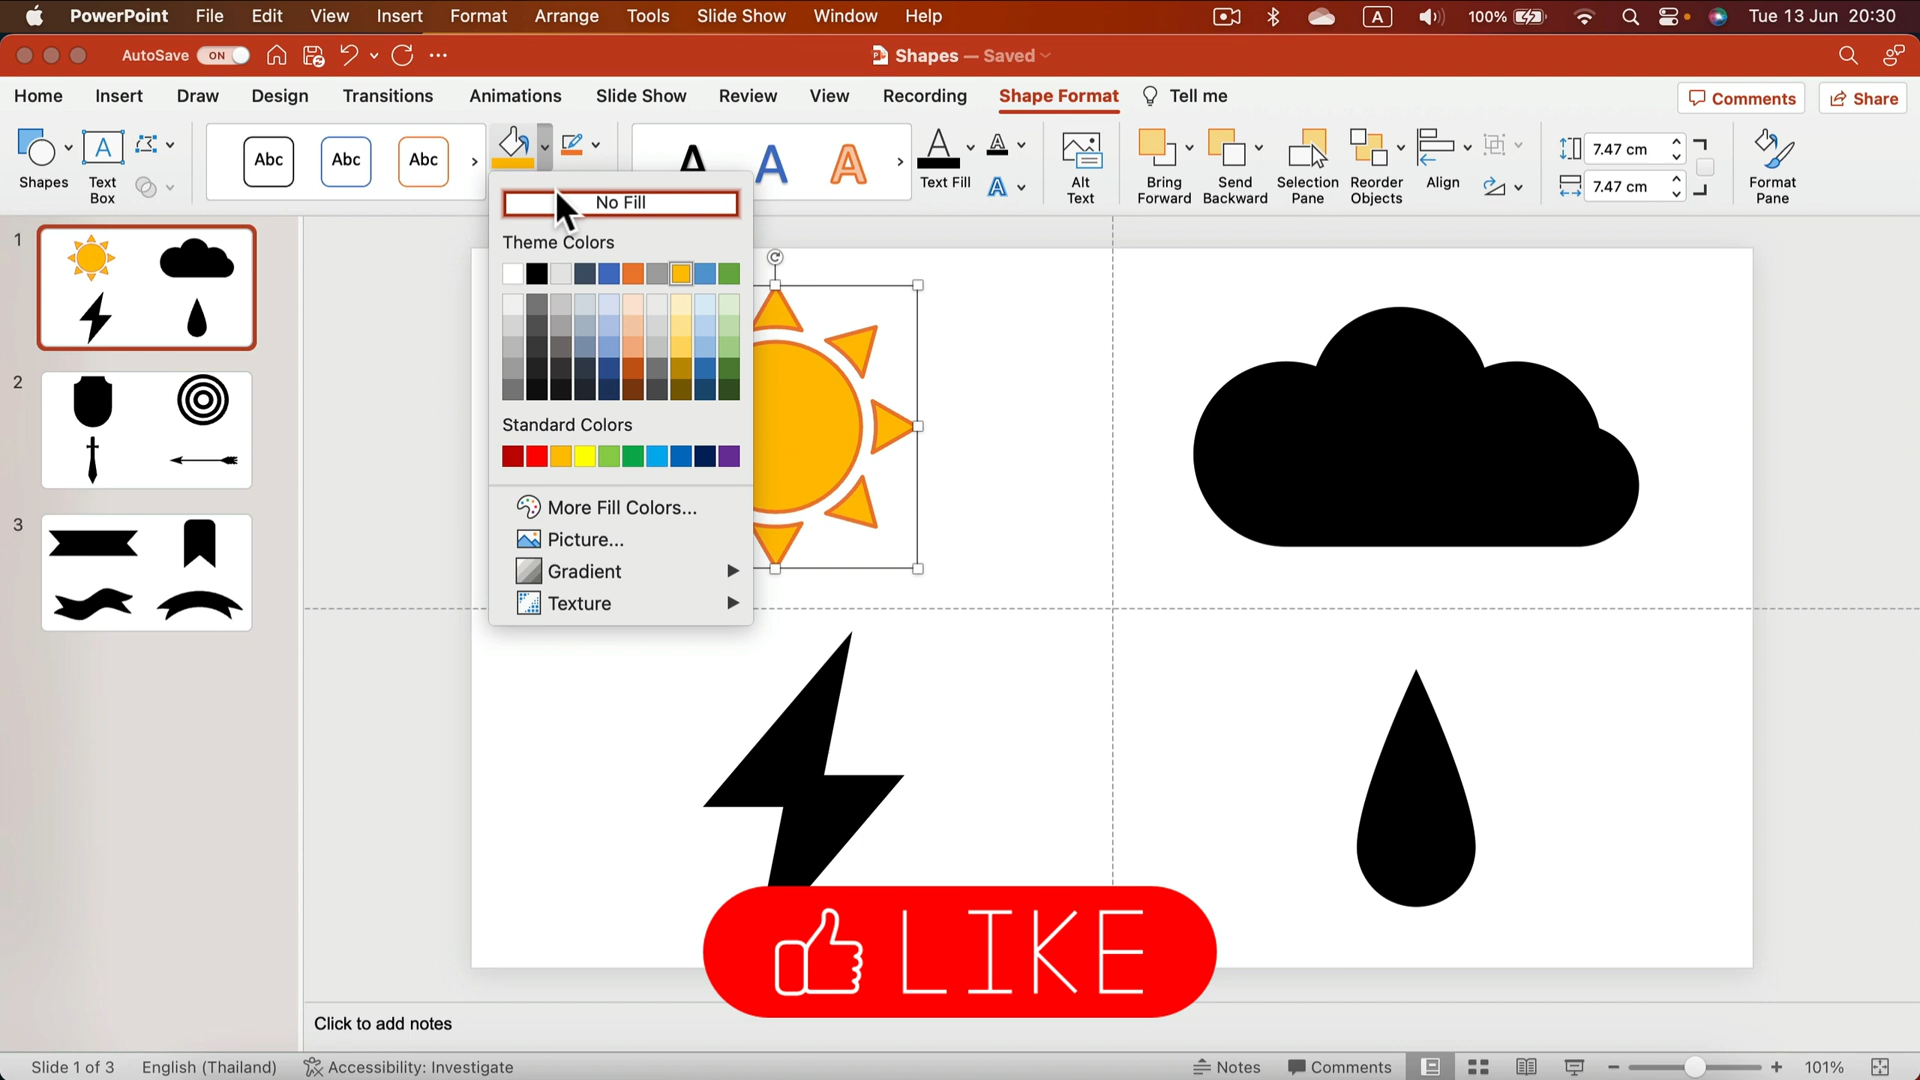 PowerPoint File Edit View Insert Format Arrange Tools Slide Show Window Help A 100% Tue 13 Jun 20:30
AutoSave ON Shapes — Saved
Home Insert Draw Design Transitions Animations Slide Show Review View Recording Shape Format Tell me Comments Share
Shapes
Text
Box
Abc Abc Abc
A A A
Text Fill
Alt
Text
Bring
Forward
Send
Backward
Selection
Pane
Reorder
Objects
Align
7.47 cm
7.47 cm
Format
Pane
No Fill
Theme Colors
Standard Colors
More Fill Colors...
Picture...
Gradient
Texture
1
2
3
LIKE
Click to add notes
Slide 1 of 3 English (Thailand) Accessibility: Investigate Notes Comments 101%